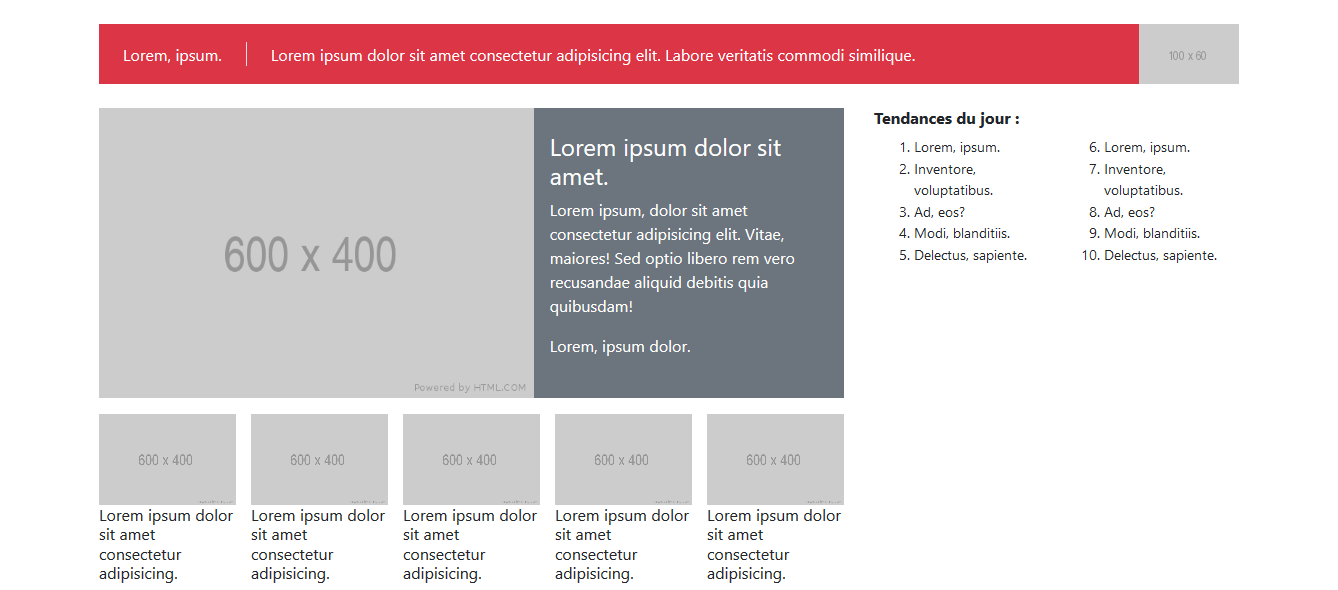 Lorem, ipsum.
Lorem ipsum dolor sit amet consectetur adipisicing elit. Labore veritatis commodi similique.
100 x 60
600 x 400
Powered by HTML.COM
Lorem ipsum dolor sit
amet.
Lorem ipsum, dolor sit amet
consectetur adipisicing elit. Vitae,
maiores! Sed optio libero rem vero
recusandae aliquid debitis quia
quibusdam!
Lorem, ipsum dolor.
Tendances du jour :
1. Lorem, ipsum.
2. Inventore,
voluptatibus.
3. Ad, eos?
4. Modi, blanditiis.
5. Delectus, sapiente.
6. Lorem, ipsum.
7. Inventore,
voluptatibus.
8. Ad, eos?
9. Modi, blanditiis.
10. Delectus, sapiente.
600 x 400
Lorem ipsum dolor
sit amet
consectetur
adipisicing.
600 x 400
Lorem ipsum dolor
sit amet
consectetur
adipisicing.
600 x 400
Lorem ipsum dolor
sit amet
consectetur
adipisicing.
600 x 400
Lorem ipsum dolor
sit amet
consectetur
adipisicing.
600 x 400
Lorem ipsum dolor
sit amet
consectetur
adipisicing.